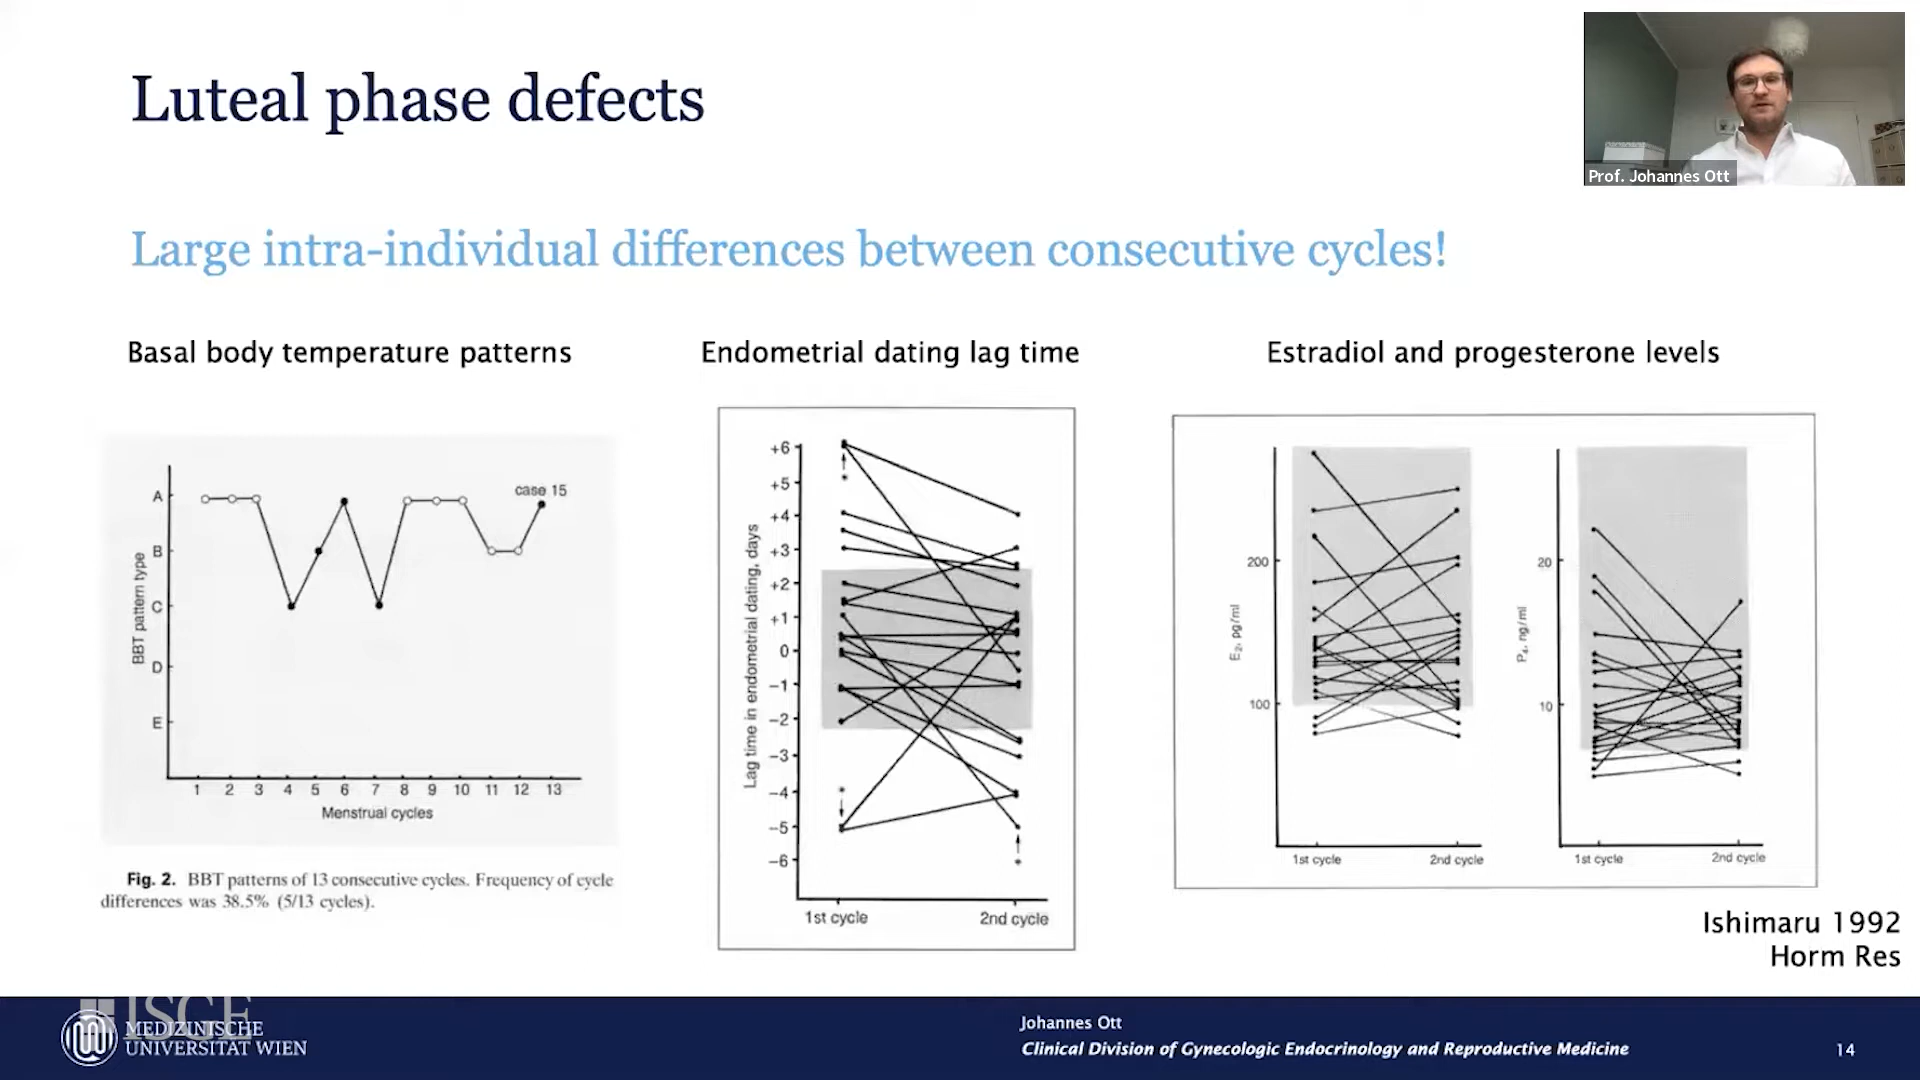 Luteal phase defects
Prof. Johannes Ott
Large intra-individual differences between consecutive cycles!
Basal body temperature patterns
Endometrial dating lag time
Estradiol and progesterone levels
BBT pattern type
A
B
C
D
E
case 15
1 2 3 4 5 6 7 8 9 10 11 12 13
Menstrual cycles
Fig. 2. BBT patterns of 13 consecutive cycles. Frequency of cycle
differences was 38.5% (5/13 cycles).
Lag time in endometrial dating, days
+6
+5
+4
+3
+2
+1
0
−1
−2
−3
−4
−5
−6
1st cycle 2nd cycle
E₂, pg/ml
200
100
1st cycle 2nd cycle
P₄, ng/ml
20
10
1st cycle 2nd cycle
Ishimaru 1992
Horm Res
ISGE
MEDIZINISCHE
UNIVERSITÄT WIEN
Johannes Ott
Clinical Division of Gynecologic Endocrinology and Reproductive Medicine
14